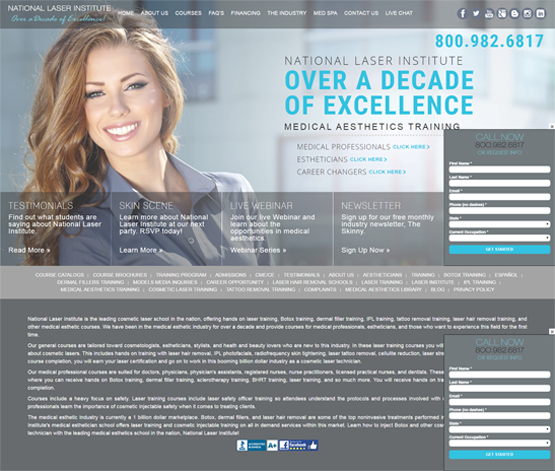 NATIONAL LASER INSTITUTE
Over a Decade of Excellence!
HOME ABOUT US COURSES FAQ'S FINANCING THE INDUSTRY MED SPA CONTACT US LIVE CHAT
800.982.6817
NATIONAL LASER INSTITUTE
OVER A DECADE
OF EXCELLENCE
MEDICAL AESTHETICS TRAINING
MEDICAL PROFESSIONALS CLICK HERE >
ESTHETICIANS CLICK HERE >
CAREER CHANGERS CLICK HERE >
CALL NOW
800.982.6817
OR REQUEST INFO
First Name *
Last Name *
Email *
Phone (no dashes) *
State *
Current Occupation *
GET STARTED
TESTIMONIALS
Find out what students are
saying about National Laser
Institute.
Read More »
SKIN SCENE
Learn more about National
Laser Institute at our next
party. RSVP today!
Learn More »
LIVE WEBINAR
Join our live Webinar and
learn about the
opportunities in medical
aesthetics.
Webinar Series »
NEWSLETTER
Sign up for our free monthly
industry newsletter, The
Skinny.
Sign Up Now »
COURSE CATALOGS | COURSE BROCHURES | TRAINING PROGRAM | ADMISSIONS | CME/CE | TESTIMONIALS | ABOUT US | AESTHETICIANS | TRAINING | BOTOX TRAINING | ESPAÑOL
DERMAL FILLERS TRAINING | MODELS MEDIA INQUIRIES | CAREER OPPORTUNITY | LASER HAIR REMOVAL SCHOOLS | LASER TRAINING | LASER INSTITUTE | IPL TRAINING
MEDICAL AESTHETICS TRAINING | COSMETIC LASER TRAINING | TATTOO REMOVAL TRAINING | COMPLAINTS | MEDICAL AESTHETICS LIBRARY | BLOG | PRIVACY POLICY
National Laser Institute is the leading cosmetic laser school in the nation, offering hands on laser training, Botox training, dermal filler training, IPL training, tattoo removal training, laser hair removal training, and
other medical esthetic courses. We have been in the medical esthetic industry for over a decade and provide courses for medical professionals, estheticians, and those who want to experience this field for the first
time.
Our general courses are tailored toward cosmetologists, estheticians, stylists, and health and beauty lovers who are new to this industry. In these laser training courses you will
about cosmetic lasers. This includes hands on training with laser hair removal, IPL photofacials, radiofrequency skin tightening, laser tattoo removal, cellulite reduction, laser
course completion, you will earn your laser certification and go on to work in this booming billion dollar industry as a cosmetic laser technician.
Our medical professional courses are suited for doctors, physicians, physician's assistants, registered nurses, nurse practitioners, licensed practical nurses, and dentists. These
where you can receive hands on Botox training, dermal filler training, sclerotherapy training, BHRT training, laser training, and so much more. You will receive hands on
completion.
Courses include a heavy focus on safety. Laser training courses include laser safety officer training so attendees understand the protocols and processes involved with
professionals learn the importance of cosmetic injectable safety when it comes to treating clients.
The medical esthetic industry is currently a 1 billion dollar marketplace. Botox, dermal fillers, and laser hair removal are some of the top noninvasive treatments performed
Institute's medical esthetician school offers laser training and cosmetic injectable training on all in demand services within this market. Learn how to inject Botox and other
technician with the leading medical esthetics school in the nation, National Laser Institute!
CALL NOW
800.982.6817
OR REQUEST INFO
First Name *
Last Name *
Email *
Phone (no dashes) *
State *
Current Occupation *
GET STARTED
ACCREDITED
BUSINESS
A+
facebook